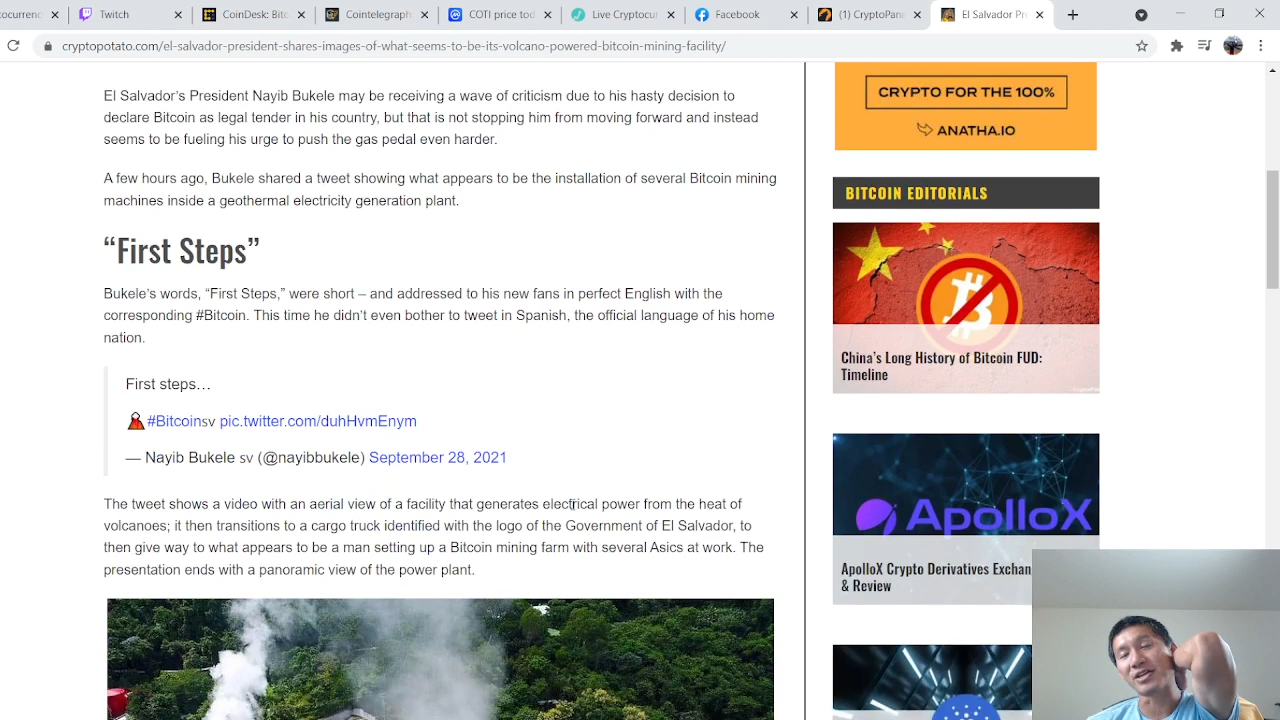 ocurrenc
Twitch
CoinDesk: Bitc
Cointelegraph
COTI price tod
Live Cryptocur
Facebook
(1) CryptoPan
El Salvador Pr
cryptopotato.com/el-salvador-president-shares-images-of-what-seems-to-be-its-volcano-powered-bitcoin-mining-facility/
El Salvador’s President Nayib Bukele may be receiving a wave of criticism due to his hasty decision to
declare Bitcoin as legal tender in his country, but that is not stopping him from moving forward and instead
seems to be fueling his urge to push the gas pedal even harder.
A few hours ago, Bukele shared a tweet showing what appears to be the installation of several Bitcoin mining
machines inside a geothermal electricity generation plant.
“First Steps”
Bukele’s words, “First Steps,” were short – and addressed to his new fans in perfect English with the
corresponding #Bitcoin. This time he didn’t even bother to tweet in Spanish, the official language of his home
nation.
First steps…
#Bitcoinsv pic.twitter.com/duhHvmEnym
— Nayib Bukele sv (@nayibbukele) September 28, 2021
The tweet shows a video with an aerial view of a facility that generates electrical power from the heat of
volcanoes; it then transitions to a cargo truck identified with the logo of the Government of El Salvador, to
then give way to what appears to be a man setting up a Bitcoin mining farm with several Asics at work. The
presentation ends with a panoramic view of the power plant.
CRYPTO FOR THE 100%
ANATHA.IO
BITCOIN EDITORIALS
China’s Long History of Bitcoin FUD:
Timeline
ApolloX
ApolloX Crypto Derivatives Exchan
& Review